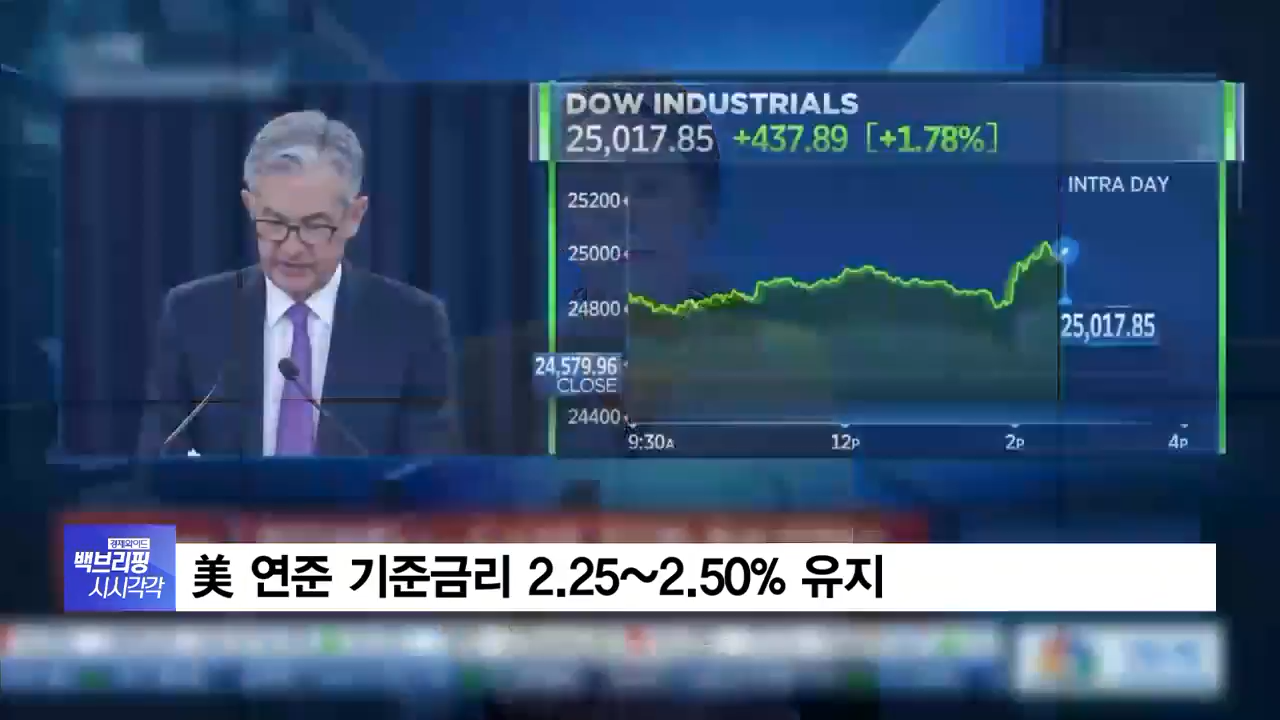 DOW INDUSTRIALS
25,017.85 +437.89 [+1.78%]
INTRA DAY
25200
25000
24800
25,017.85
24,579.96
CLOSE
24400
9:30A 12P 2P 4P
경제와이드
백브리핑
시시각각
美 연준 기준금리 2.25~2.50% 유지